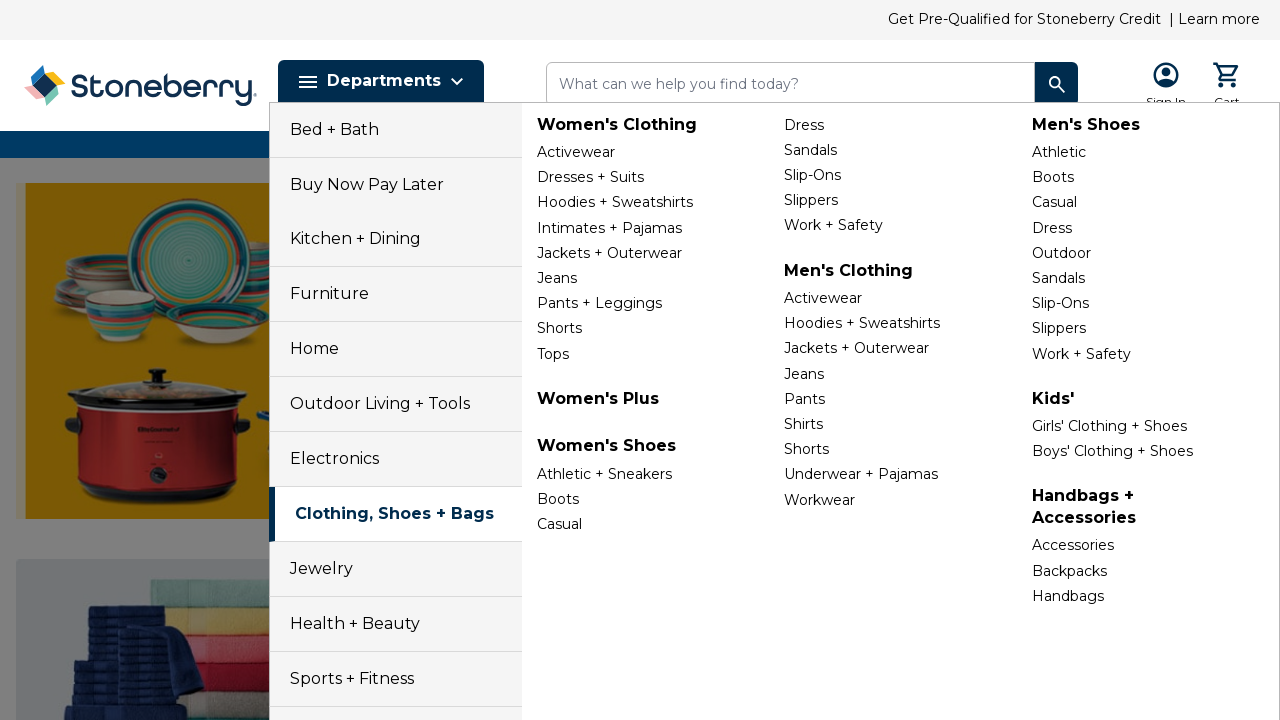 Get Pre-Qualified for Stoneberry Credit | Learn more
Stoneberry
Departments
What can we help you find today?
Sign In
Cart
Bed + Bath
Buy Now Pay Later
Kitchen + Dining
Furniture
Home
Outdoor Living + Tools
Electronics
Clothing, Shoes + Bags
Jewelry
Health + Beauty
Sports + Fitness
Women's Clothing
Activewear
Dresses + Suits
Hoodies + Sweatshirts
Intimates + Pajamas
Jackets + Outerwear
Jeans
Pants + Leggings
Shorts
Tops
Women's Plus
Women's Shoes
Athletic + Sneakers
Boots
Casual
Dress
Sandals
Slip-Ons
Slippers
Work + Safety
Men's Clothing
Activewear
Hoodies + Sweatshirts
Jackets + Outerwear
Jeans
Pants
Shirts
Shorts
Underwear + Pajamas
Workwear
Men's Shoes
Athletic
Boots
Casual
Dress
Outdoor
Sandals
Slip-Ons
Slippers
Work + Safety
Kids'
Girls' Clothing + Shoes
Boys' Clothing + Shoes
Handbags +
Accessories
Accessories
Backpacks
Handbags